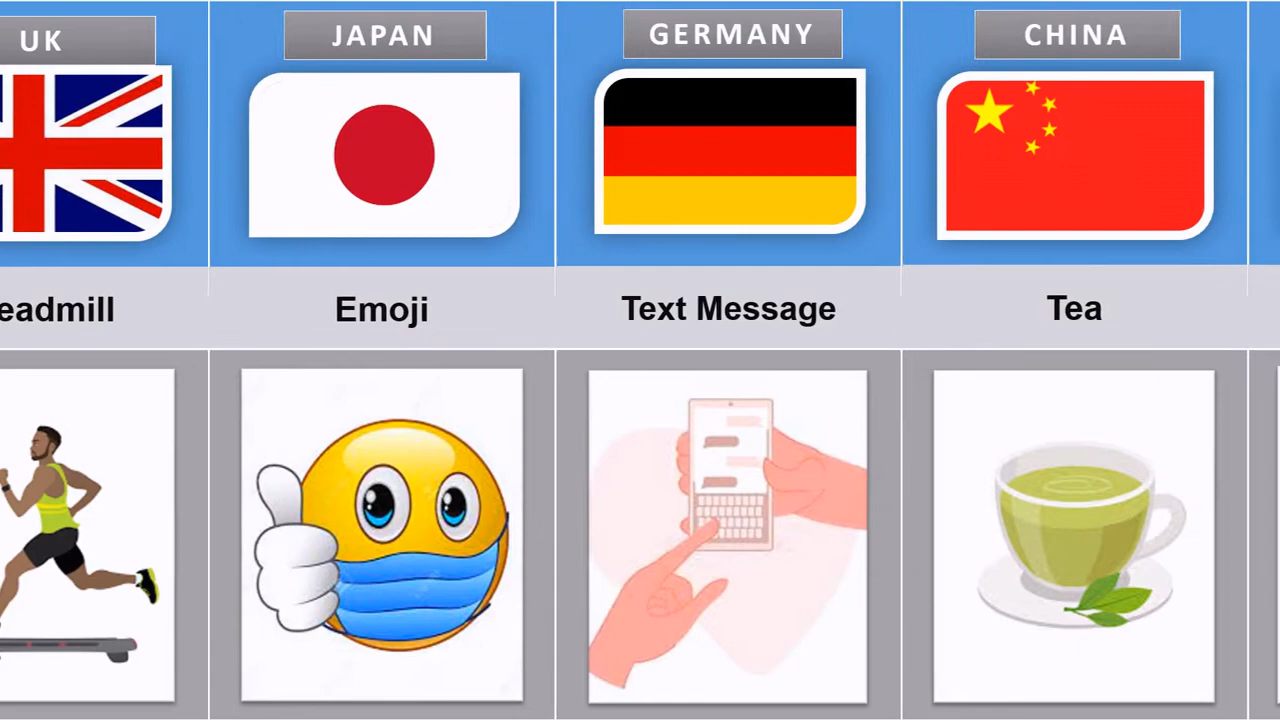 UK
JAPAN
GERMANY
CHINA
eadmill
Emoji
Text Message
Tea